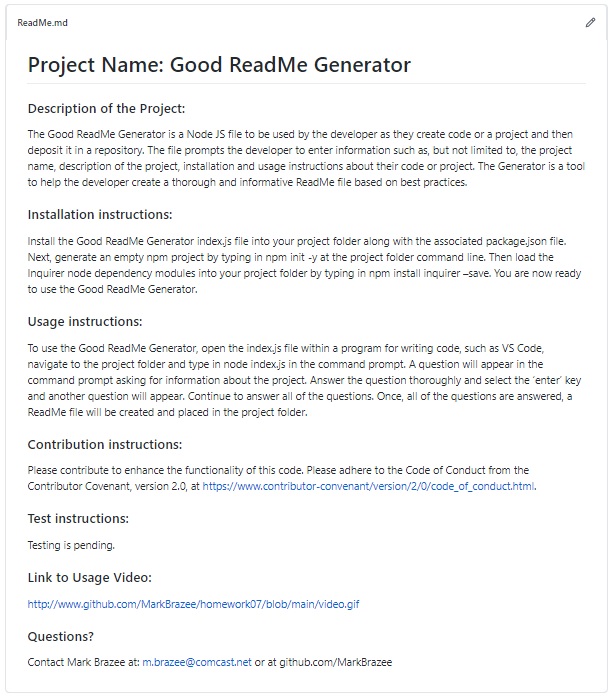 ReadMe.md
Project Name: Good ReadMe Generator
Description of the Project:
The Good ReadMe Generator is a Node JS file to be used by the developer as they create code or a project and then
deposit it in a repository. The file prompts the developer to enter information such as, but not limited to, the project
name, description of the project, installation and usage instructions about their code or project. The Generator is a tool
to help the developer create a thorough and informative ReadMe file based on best practices.
Installation instructions:
Install the Good ReadMe Generator index.js file into your project folder along with the associated package.json file.
Next, generate an empty npm project by typing in npm init -y at the project folder command line. Then load the
Inquirer node dependency modules into your project folder by typing in npm install inquirer –save. You are now ready
to use the Good ReadMe Generator.
Usage instructions:
To use the Good ReadMe Generator, open the index.js file within a program for writing code, such as VS Code,
navigate to the project folder and type in node index.js in the command prompt. A question will appear in the
command prompt asking for information about the project. Answer the question thoroughly and select the ‘enter’ key
and another question will appear. Continue to answer all of the questions. Once, all of the questions are answered, a
ReadMe file will be created and placed in the project folder.
Contribution instructions:
Please contribute to enhance the functionality of this code. Please adhere to the Code of Conduct from the
Contributor Covenant, version 2.0, at https://www.contributor-convenant/version/2/0/code_of_conduct.html.
Test instructions:
Testing is pending.
Link to Usage Video:
http://www.github.com/MarkBrazee/homework07/blob/main/video.gif
Questions?
Contact Mark Brazee at: m.brazee@comcast.net or at github.com/MarkBrazee